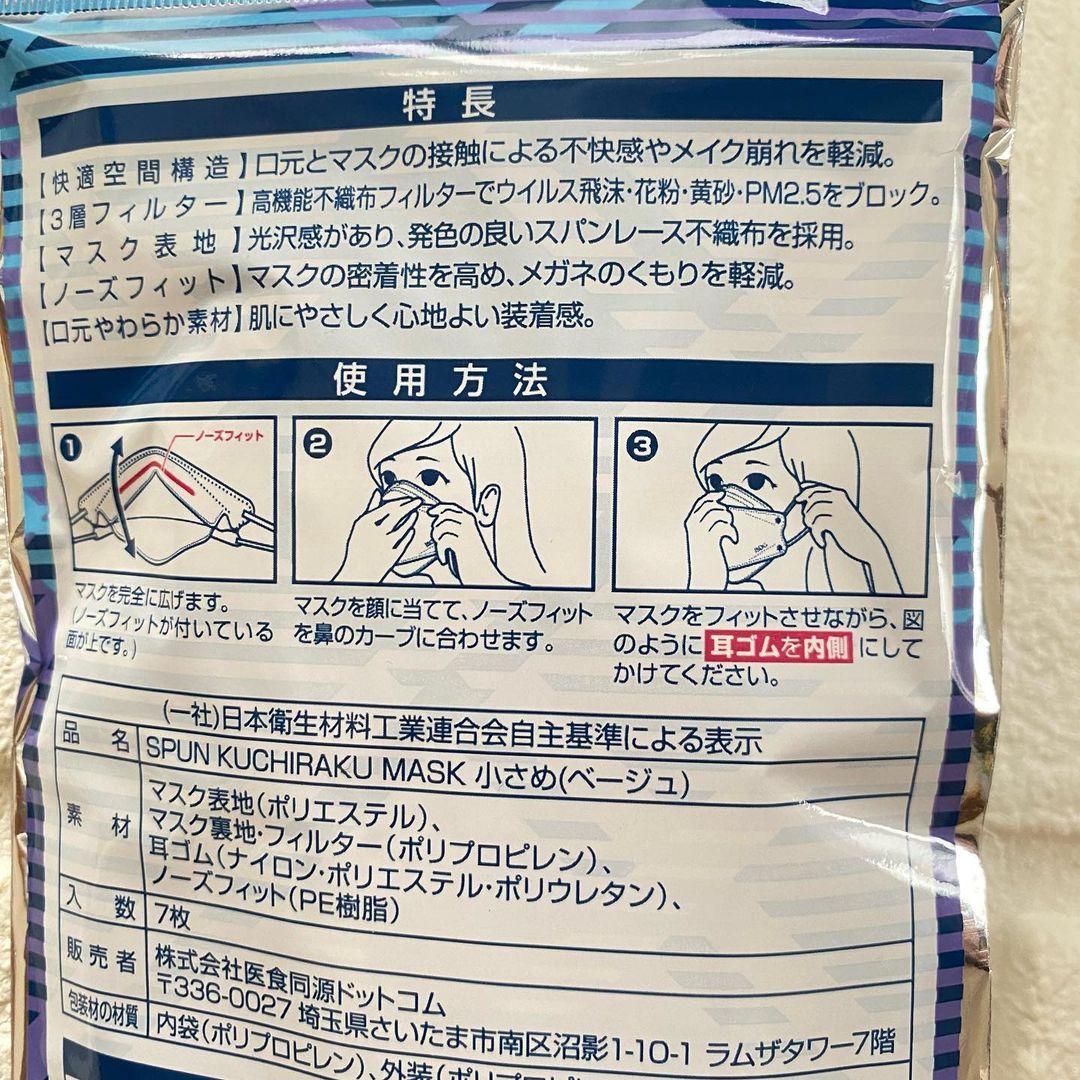 特長
【快適空間構造】口元とマスクの接触による不快感やメイク崩れを軽減。
【3層フィルター】高機能不織布フィルターでウイルス飛沫・花粉・黄砂・PM2.5をブロック。
【マスク表地】光沢感があり、発色の良いスパンレース不織布を採用。
【ノーズフィット】マスクの密着性を高め、メガネのくもりを軽減。
【口元やわらか素材】肌にやさしく心地よい装着感。
使用方法
1
ノーズフィット
マスクを完全に広げます。
(ノーズフィットが付いている
面が上です。)
2
マスクを顔に当てて、ノーズフィット
を鼻のカーブに合わせます。
3
マスクをフィットさせながら、図
のように耳ゴムを内側にして
かけてください。
(一社)日本衛生材料工業連合会自主基準による表示
品名 SPUN KUCHIRAKU MASK 小さめ(ベージュ)
素材 マスク表地(ポリエステル)、
マスク裏地・フィルター(ポリプロピレン)、
耳ゴム(ナイロン・ポリエステル・ポリウレタン)、
ノーズフィット(PE樹脂)
入数 7枚
販売者 株式会社医食同源ドットコム
〒336-0027 埼玉県さいたま市南区沼影1-10-1 ラムザタワー7階
包装材の材質 内袋(ポリプロピレン)、外装(ポリプロ